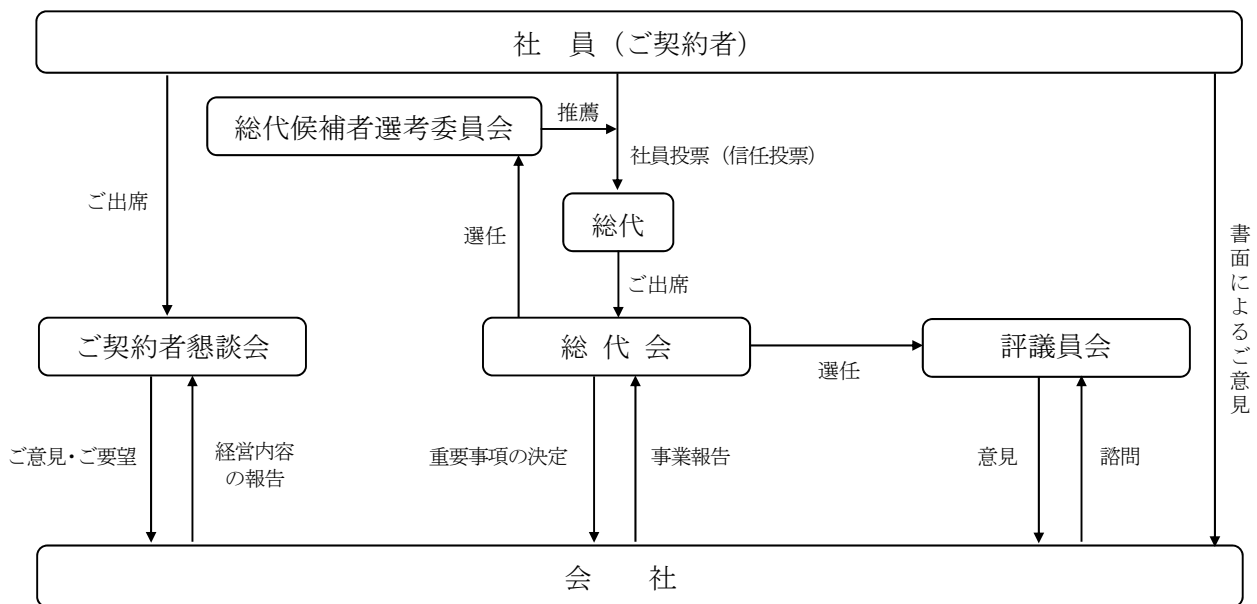 社　員（ご契約者）
総代候補者選考委員会
推薦
社員投票（信任投票）
ご出席
選任
総代
ご出席
書面によるご意見
ご契約者懇談会
総 代 会
選任
評議員会
ご意見・ご要望
経営内容
の報告
重要事項の決定
事業報告
意見
諮問
会　　社